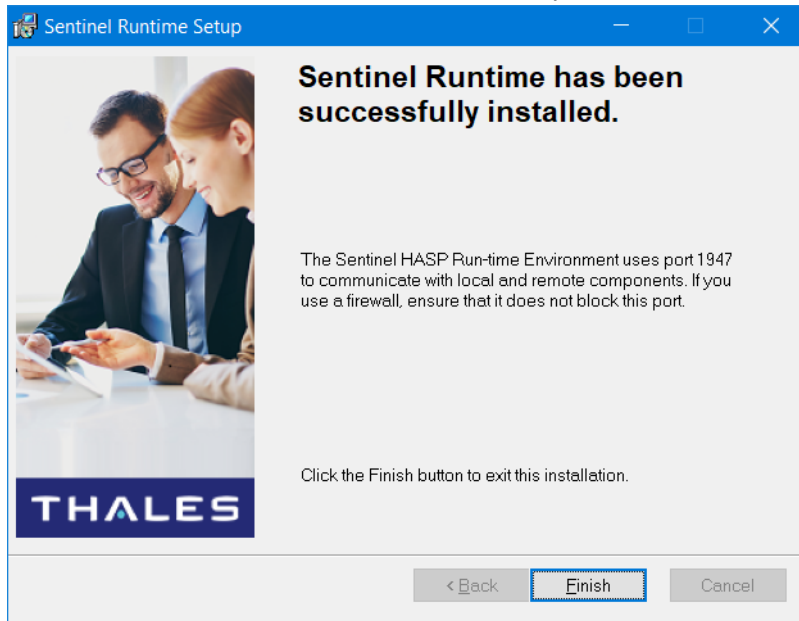 Sentinel Runtime Setup
Sentinel Runtime has been
successfully installed.
The Sentinel HASP Run-time Environment uses port 1947
to communicate with local and remote components. If you
use a firewall, ensure that it does not block this port.
Click the Finish button to exit this installation.
THALES
< Back Finish Cancel